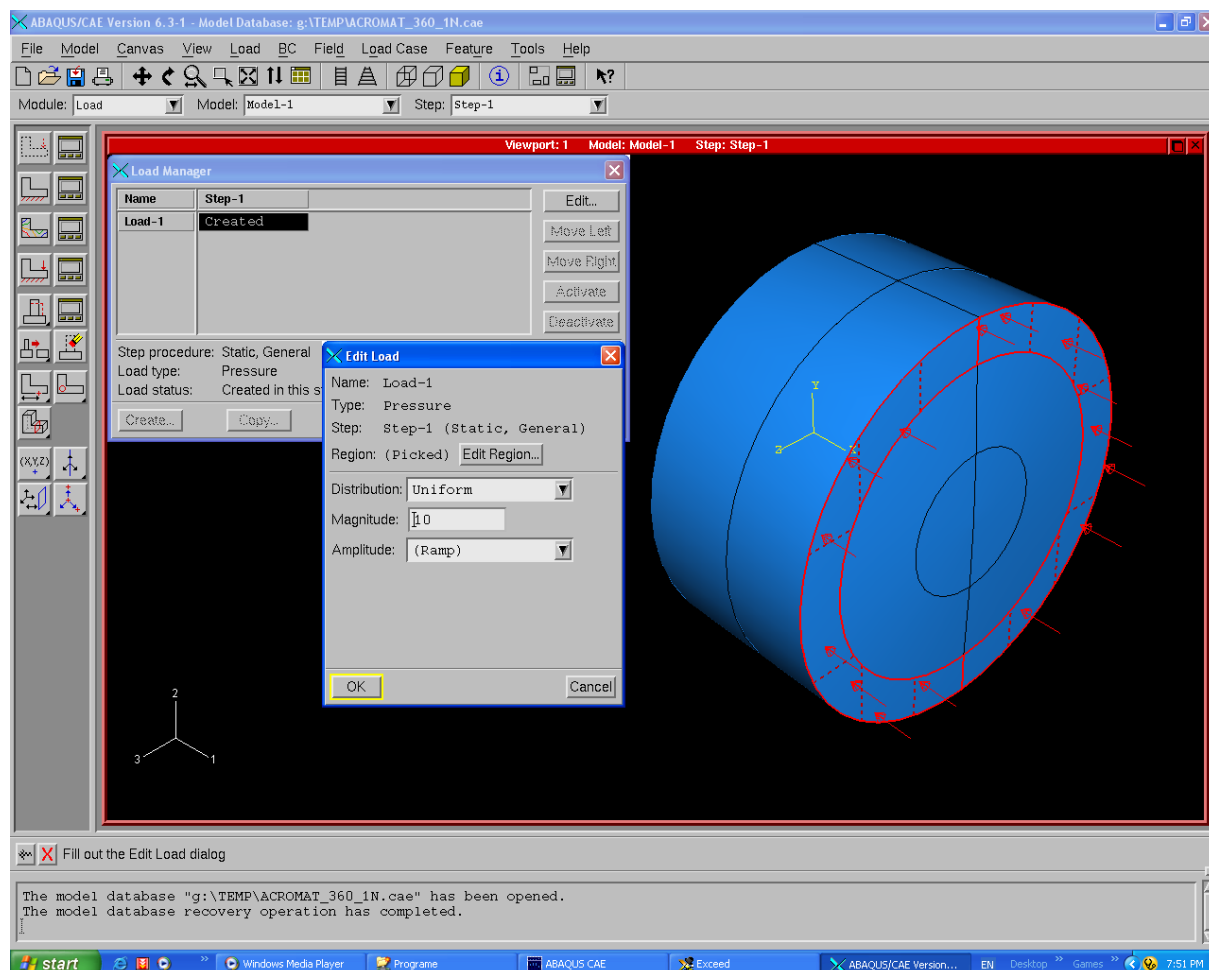 ABAQUS/CAE Version 6.3-1 - Model Database: g:\TEMP\ACROMAT_360_1N.cae
File Model Canvas View Load BC Field Load Case Feature Tools Help
Module: Load Model: Model-1 Step: Step-1
Viewport: 1 Model: Model-1 Step: Step-1
Load Manager
Name Step-1
Load-1 Created
Edit...
Move Left
Move Right
Activate
Deactivate
Step procedure: Static, General
Load type: Pressure
Load status: Created in this s
Create... Copy...
Edit Load
Name: Load-1
Type: Pressure
Step: Step-1 (Static, General)
Region: (Picked) Edit Region...
Distribution: Uniform
Magnitude: 10
Amplitude: (Ramp)
OK Cancel
(X,Y,Z)
Y
Z X
2
3 1
Fill out the Edit Load dialog
The model database "g:\TEMP\ACROMAT_360_1N.cae" has been opened.
The model database recovery operation has completed.
start Windows Media Player Programe ABAQUS CAE Exceed ABAQUS/CAE Version... EN Desktop Games 7:51 PM